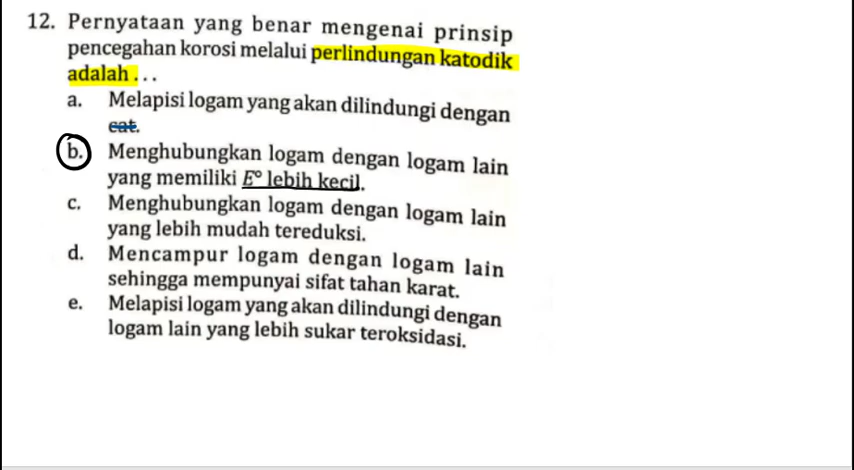 12. Pernyataan yang benar mengenai prinsip
pencegahan korosi melalui perlindungan katodik
adalah . . .
a. Melapisi logam yang akan dilindungi dengan
cat.
b. Menghubungkan logam dengan logam lain
yang memiliki E° lebih kecil.
c. Menghubungkan logam dengan logam lain
yang lebih mudah tereduksi.
d. Mencampur logam dengan logam lain
sehingga mempunyai sifat tahan karat.
e. Melapisi logam yang akan dilindungi dengan
logam lain yang lebih sukar teroksidasi.